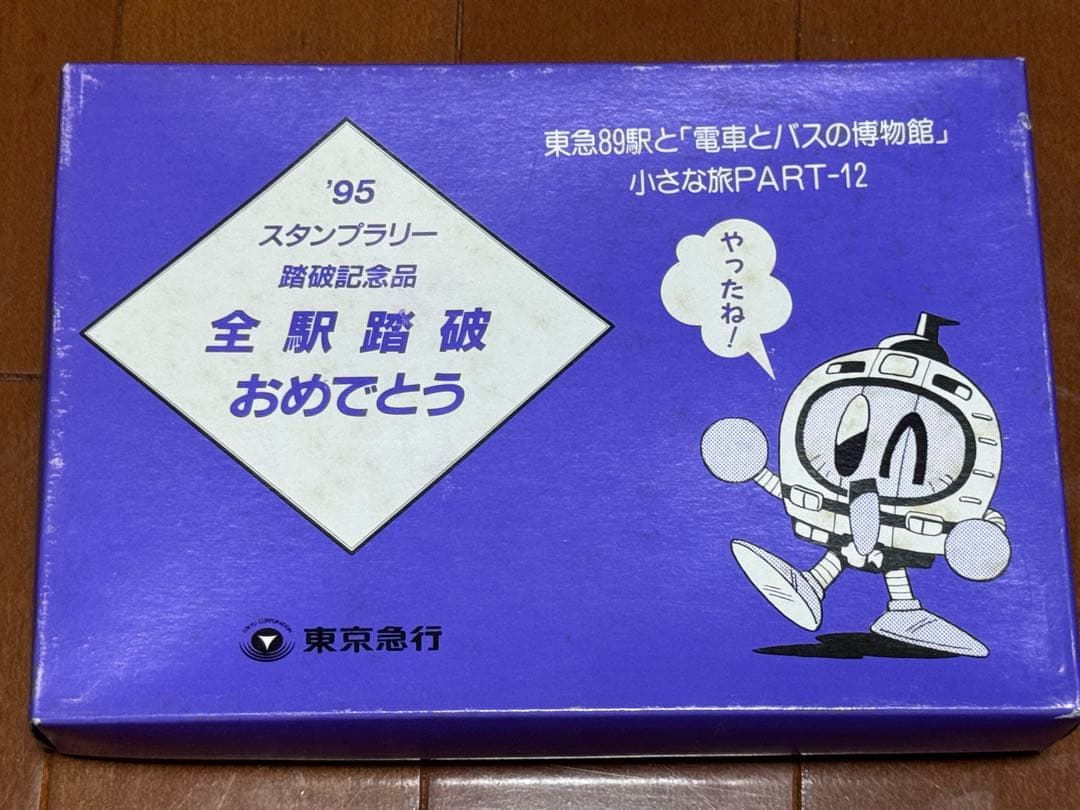 '95
スタンプラリー
踏破記念品
全駅踏破
おめでとう
東急89駅と「電車とバスの博物館」
小さな旅PART-12
やったね!
TOKYU CORPORATION
東京急行